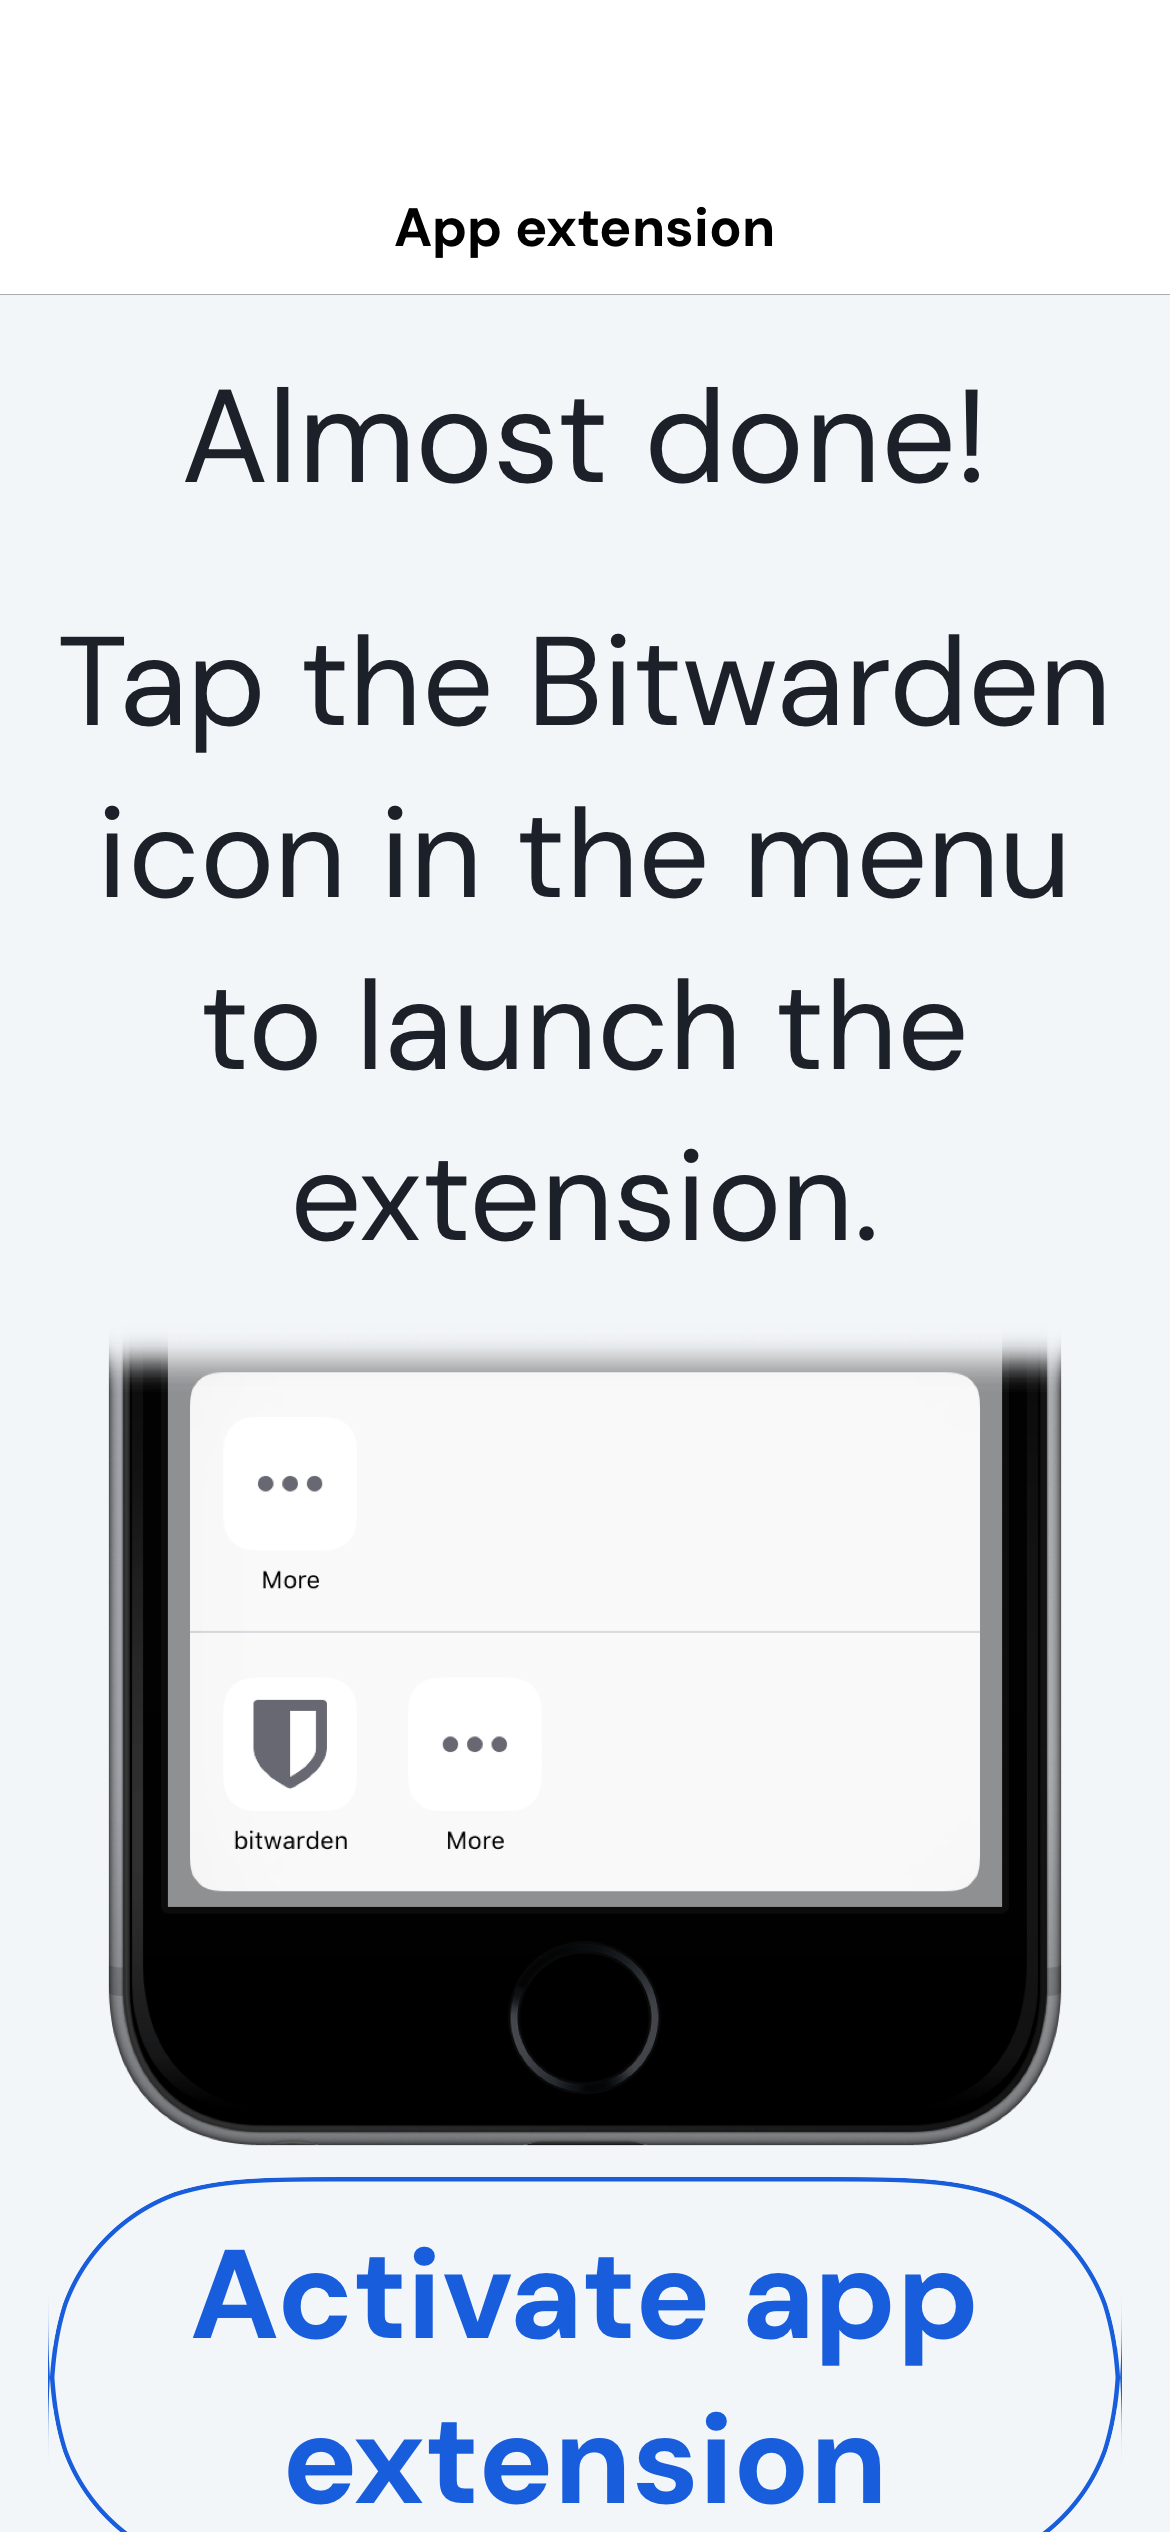 App extension
Almost done!
Tap the Bitwarden
icon in the menu
to launch the
extension.
More
bitwarden
More
Activate app
extension